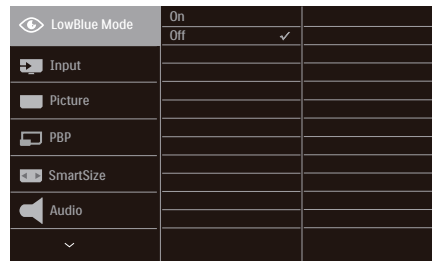 LowBlue Mode
On
Off
Input
Picture
PBP
SmartSize
Audio